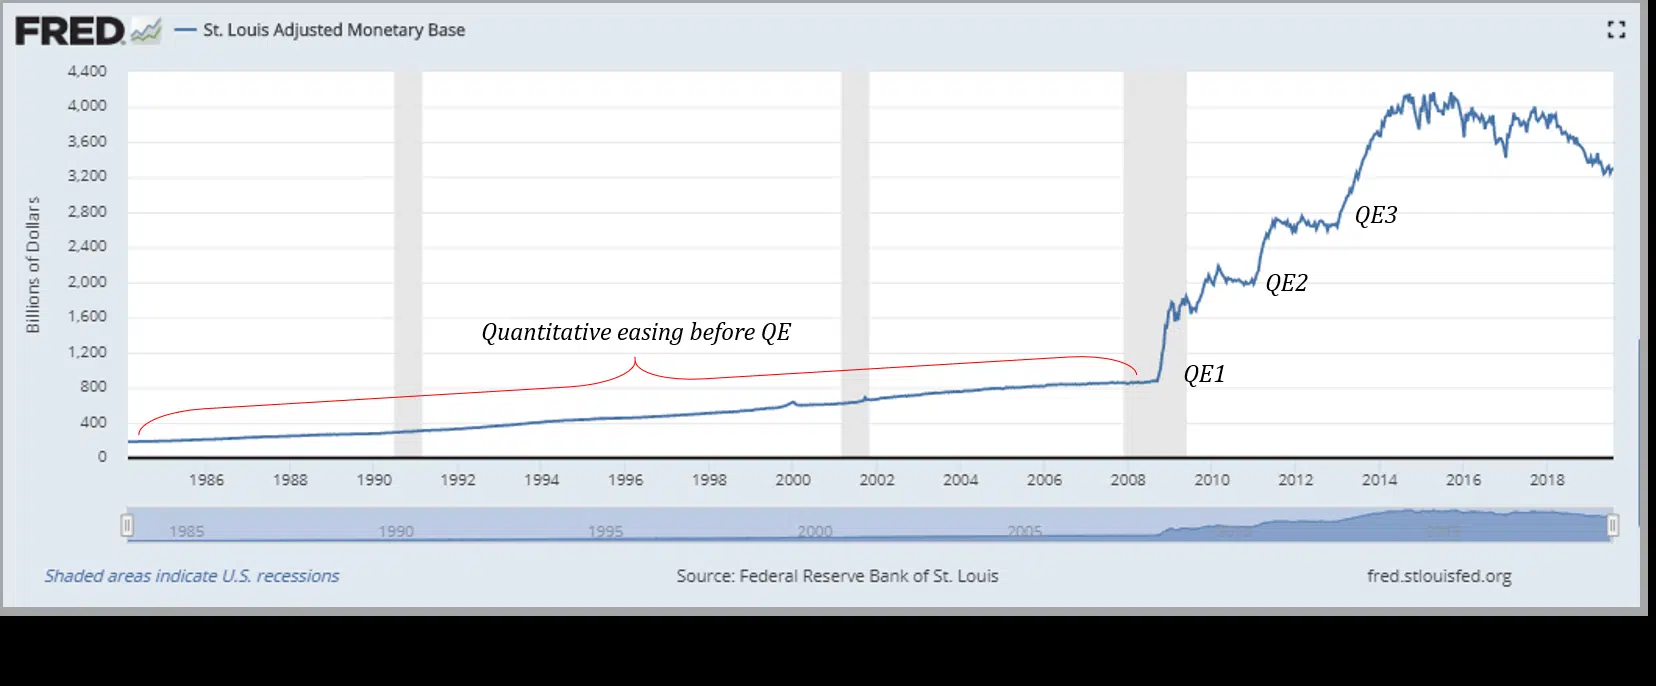 FRED
St. Louis Adjusted Monetary Base
Billions of Dollars
4,400
4,000
3,600
3,200
2,800
2,400
2,000
1,600
1,200
800
400
0
Quantitative easing before QE
QE1
QE2
QE3
1986 1988 1990 1992 1994 1996 1998 2000 2002 2004 2006 2008 2010 2012 2014 2016 2018
1985 1990 1995 2000 2005 2010 2015
Shaded areas indicate U.S. recessions
Source: Federal Reserve Bank of St. Louis
fred.stlouisfed.org